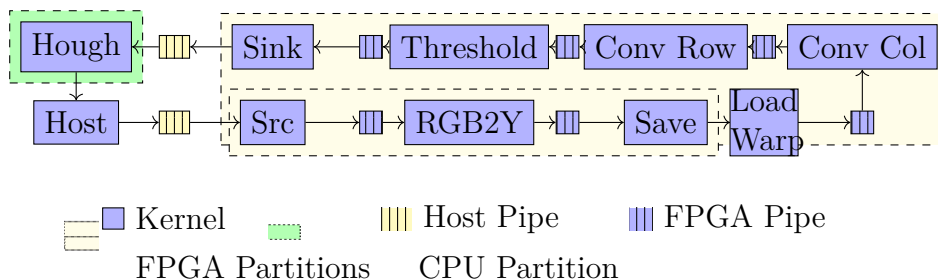 Hough Sink Threshold Conv Row Conv Col
Host Src RGB2Y Save Load
Warp
Kernel Host Pipe FPGA Pipe
FPGA Partitions CPU Partition